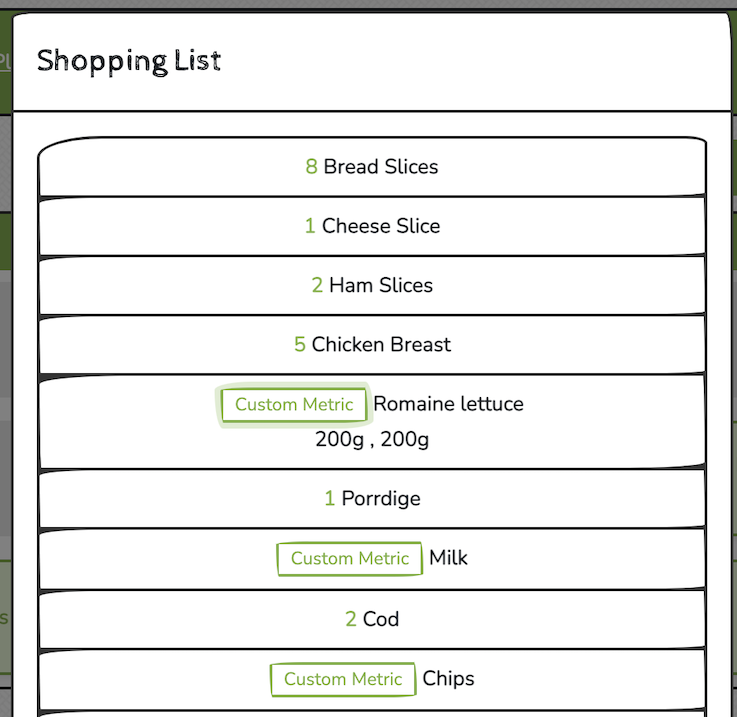 Shopping List
8 Bread Slices
1 Cheese Slice
2 Ham Slices
5 Chicken Breast
Custom Metric Romaine lettuce
200g , 200g
1 Porrdige
Custom Metric Milk
2 Cod
Custom Metric Chips